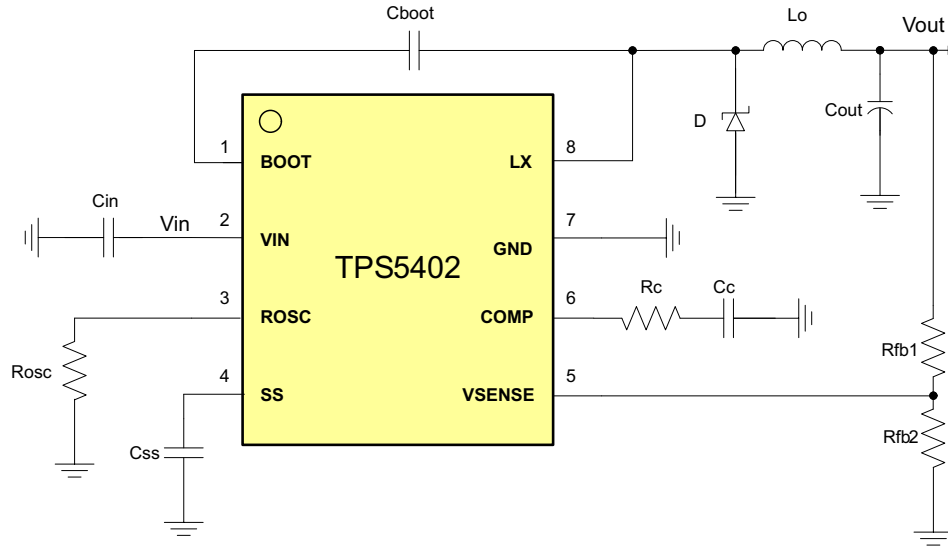 Cboot
Lo
Vout
D
Cout
1
BOOT
LX
8
Cin
Vin
2
VIN
GND
7
TPS5402
3
ROSC
COMP
6
Rc
Cc
Rosc
4
SS
VSENSE
5
Rfb1
Rfb2
Css